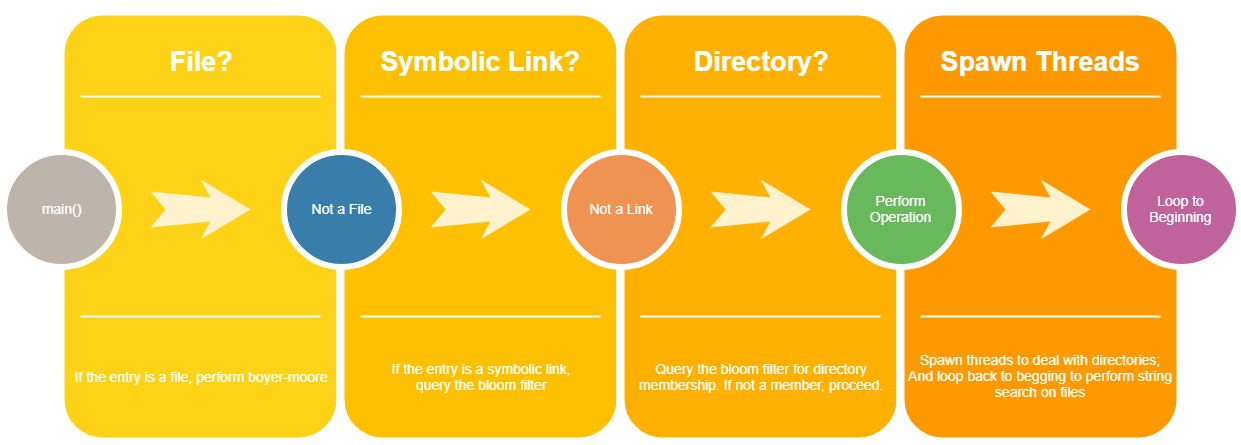 File?
Symbolic Link?
Directory?
Spawn Threads
main()
Not a File
Not a Link
Perform
Operation
Loop to
Beginning
If the entry is a file, perform boyer-moore
If the entry is a symbolic link,
query the bloom filter
Query the bloom filter for directory
membership. If not a member, proceed.
Spawn threads to deal with directories;
And loop back to begging to perform string
search on files